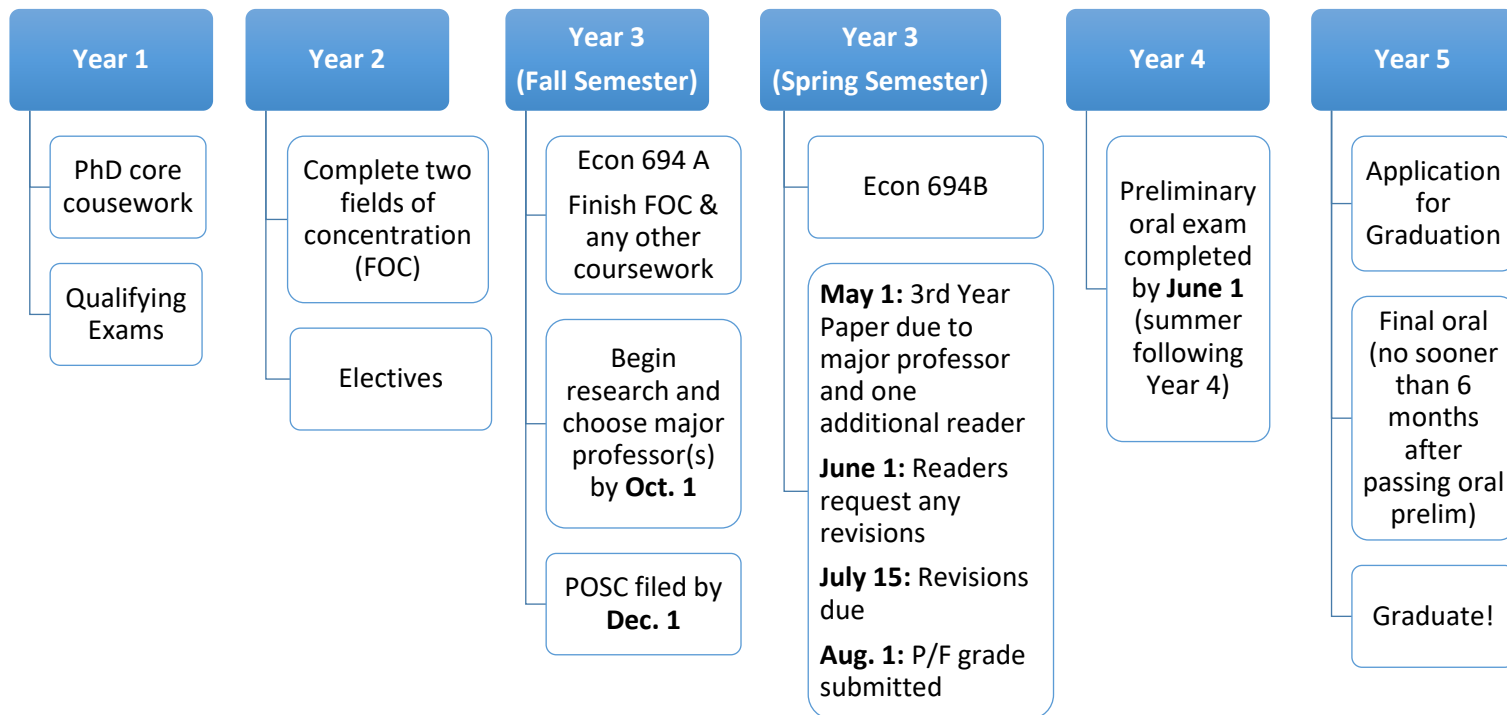 Year 1
PhD core
cousework
Qualifying
Exams
Year 2
Complete two
fields of
concentration
(FOC)
Electives
Year 3
(Fall Semester)
Econ 694 A
Finish FOC &
any other
coursework
Begin
research and
choose major
professor(s)
by Oct. 1
POSC filed by
Dec. 1
Year 3
(Spring Semester)
Econ 694B
May 1: 3rd Year
Paper due to
major professor
and one
additional reader
June 1: Readers
request any
revisions
July 15: Revisions
due
Aug. 1: P/F grade
submitted
Year 4
Preliminary
oral exam
completed
by June 1
(summer
following
Year 4)
Year 5
Application
for
Graduation
Final oral
(no sooner
than 6
months
after
passing oral
prelim)
Graduate!